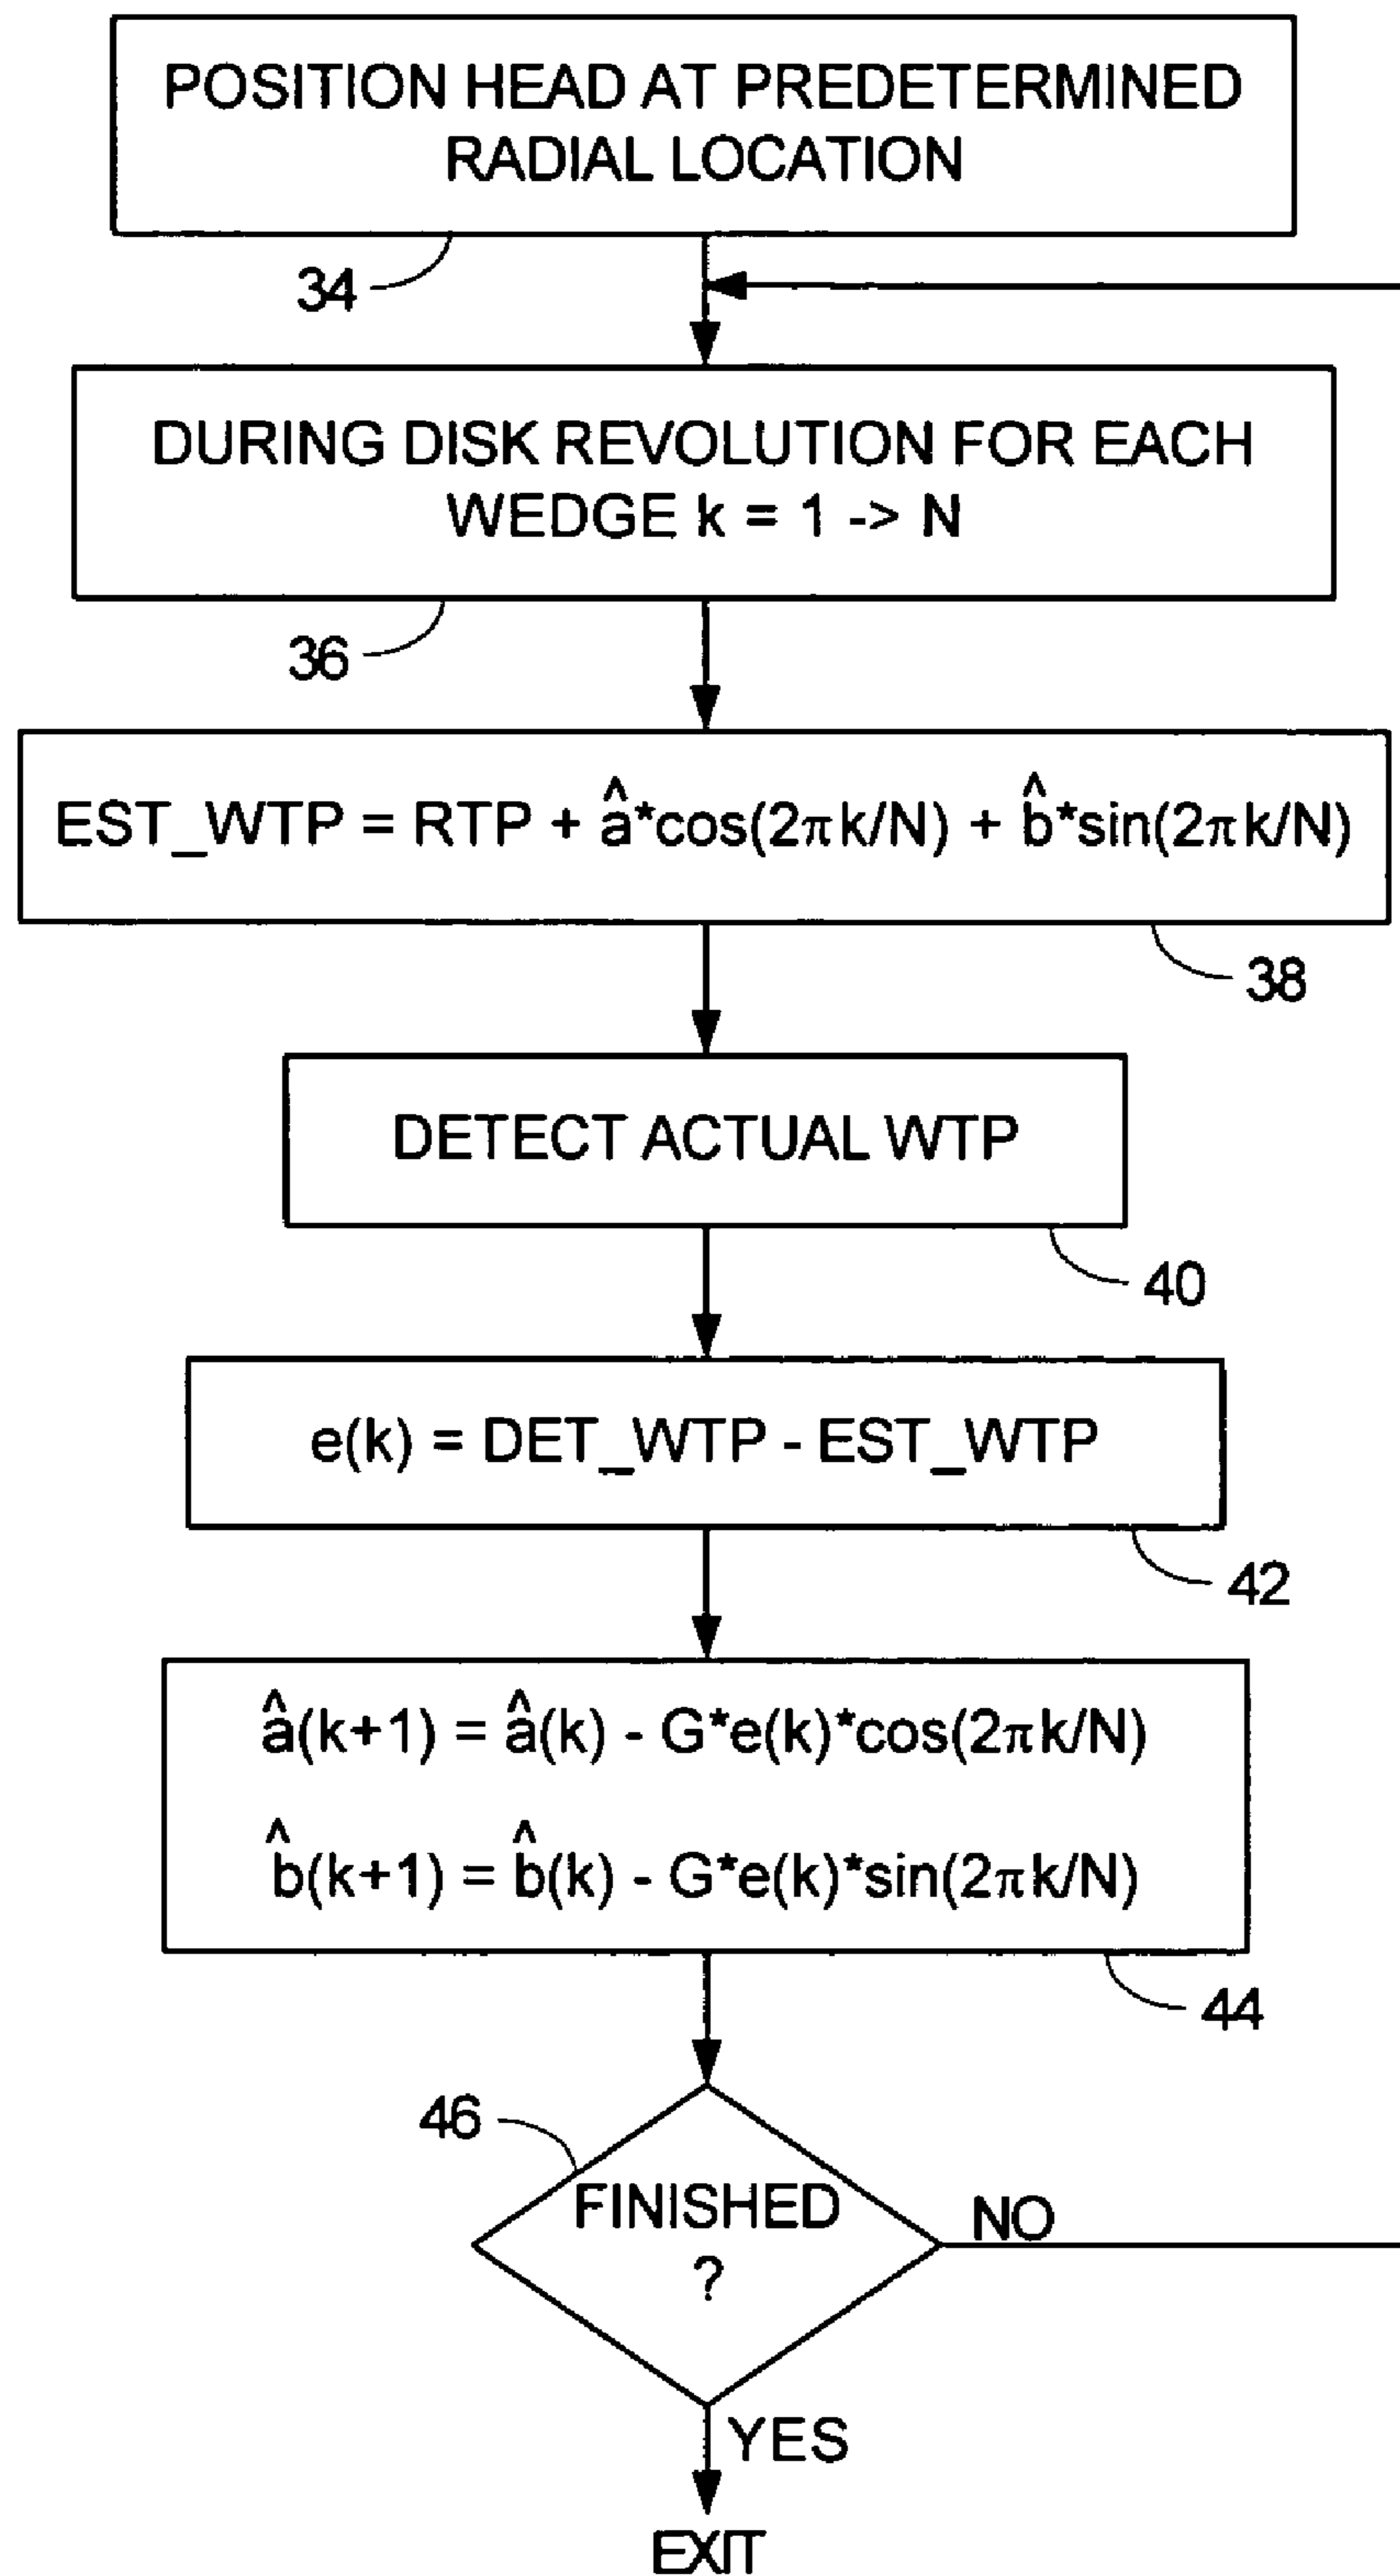 POSITION HEAD AT PREDETERMINED
RADIAL LOCATION
34
DURING DISK REVOLUTION FOR EACH
WEDGE k = 1 -> N
36
EST_WTP = RTP + â*cos(2πk/N) + b̂*sin(2πk/N)
38
DETECT ACTUAL WTP
40
e(k) = DET_WTP - EST_WTP
42
â(k+1) = â(k) - G*e(k)*cos(2πk/N)
b̂(k+1) = b̂(k) - G*e(k)*sin(2πk/N)
44
46
FINISHED
?
NO
YES
EXIT